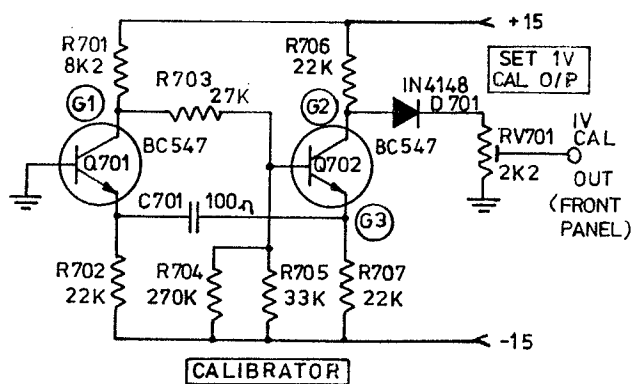 +15
R701
8K2
R703
27K
R706
22K
SET 1V
CAL O/P
G1
G2
IN4148
D701
BC547
Q701
BC547
Q702
RV701
2K2
1V
CAL
OUT
(FRONT
PANEL)
C701
100n
G3
R702
22K
R704
270K
R705
33K
R707
22K
-15
CALIBRATOR